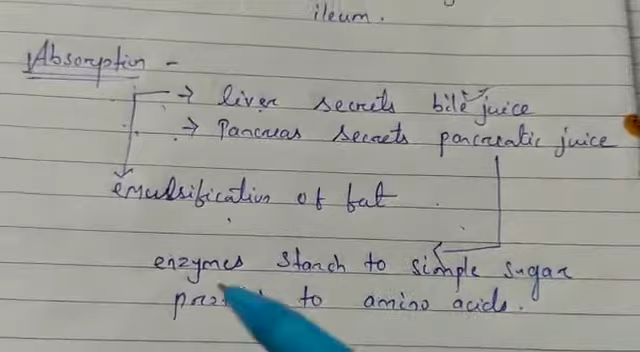 ileum.
Absorption -
→ liver secrets bile juice
→ Pancreas secrets pancreatic juice
emulsification of fat
enzymes starch to simple sugar
to amino acids.